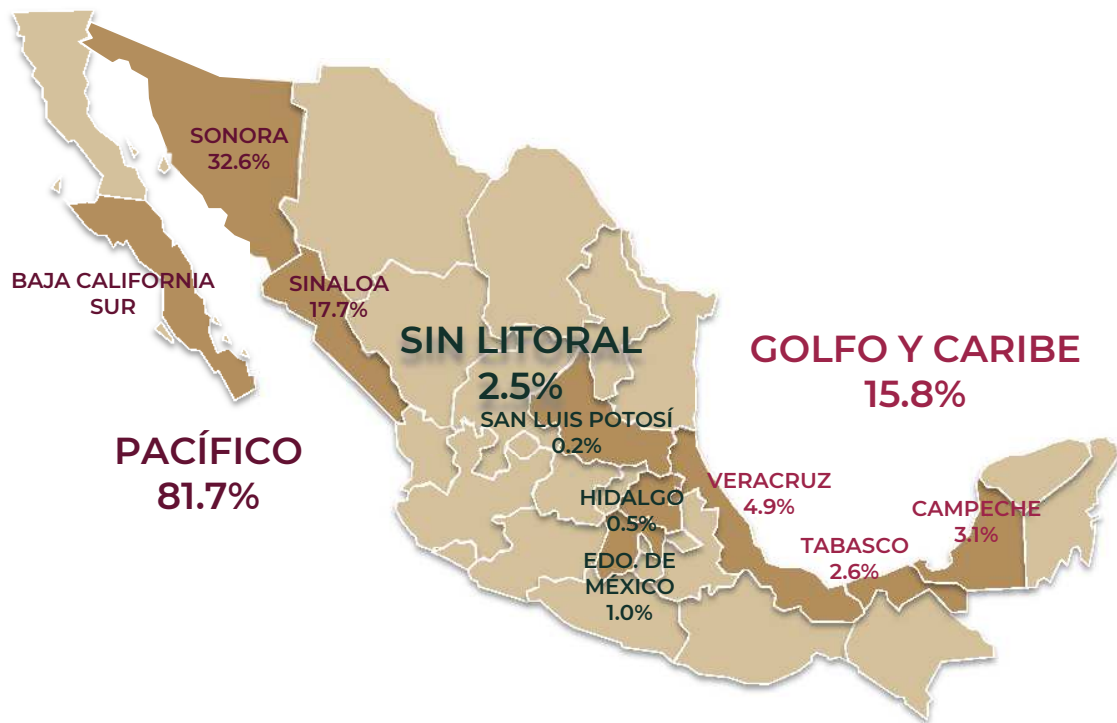 SONORA
32.6%
BAJA CALIFORNIA
SUR
SINALOA
17.7%
SIN LITORAL
2.5%
GOLFO Y CARIBE
15.8%
SAN LUIS POTOSÍ
0.2%
PACÍFICO
81.7%
HIDALGO
0.5%
VERACRUZ
4.9%
CAMPECHE
3.1%
TABASCO
2.6%
EDO. DE
MÉXICO
1.0%